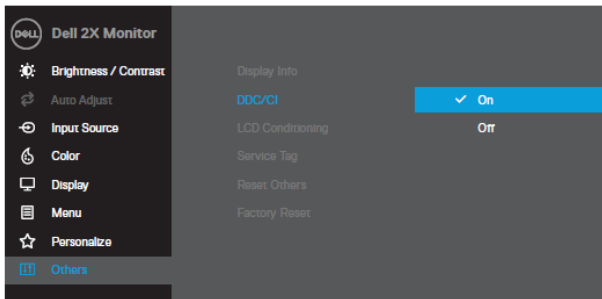 DELL Dell 2X Monitor
Brightness / Contrast
Display Info
Auto Adjust
DDC/CI
On
Input Source
LCD Conditioning
Off
Color
Service Tag
Display
Reset Others
Menu
Factory Reset
Personalize
Others